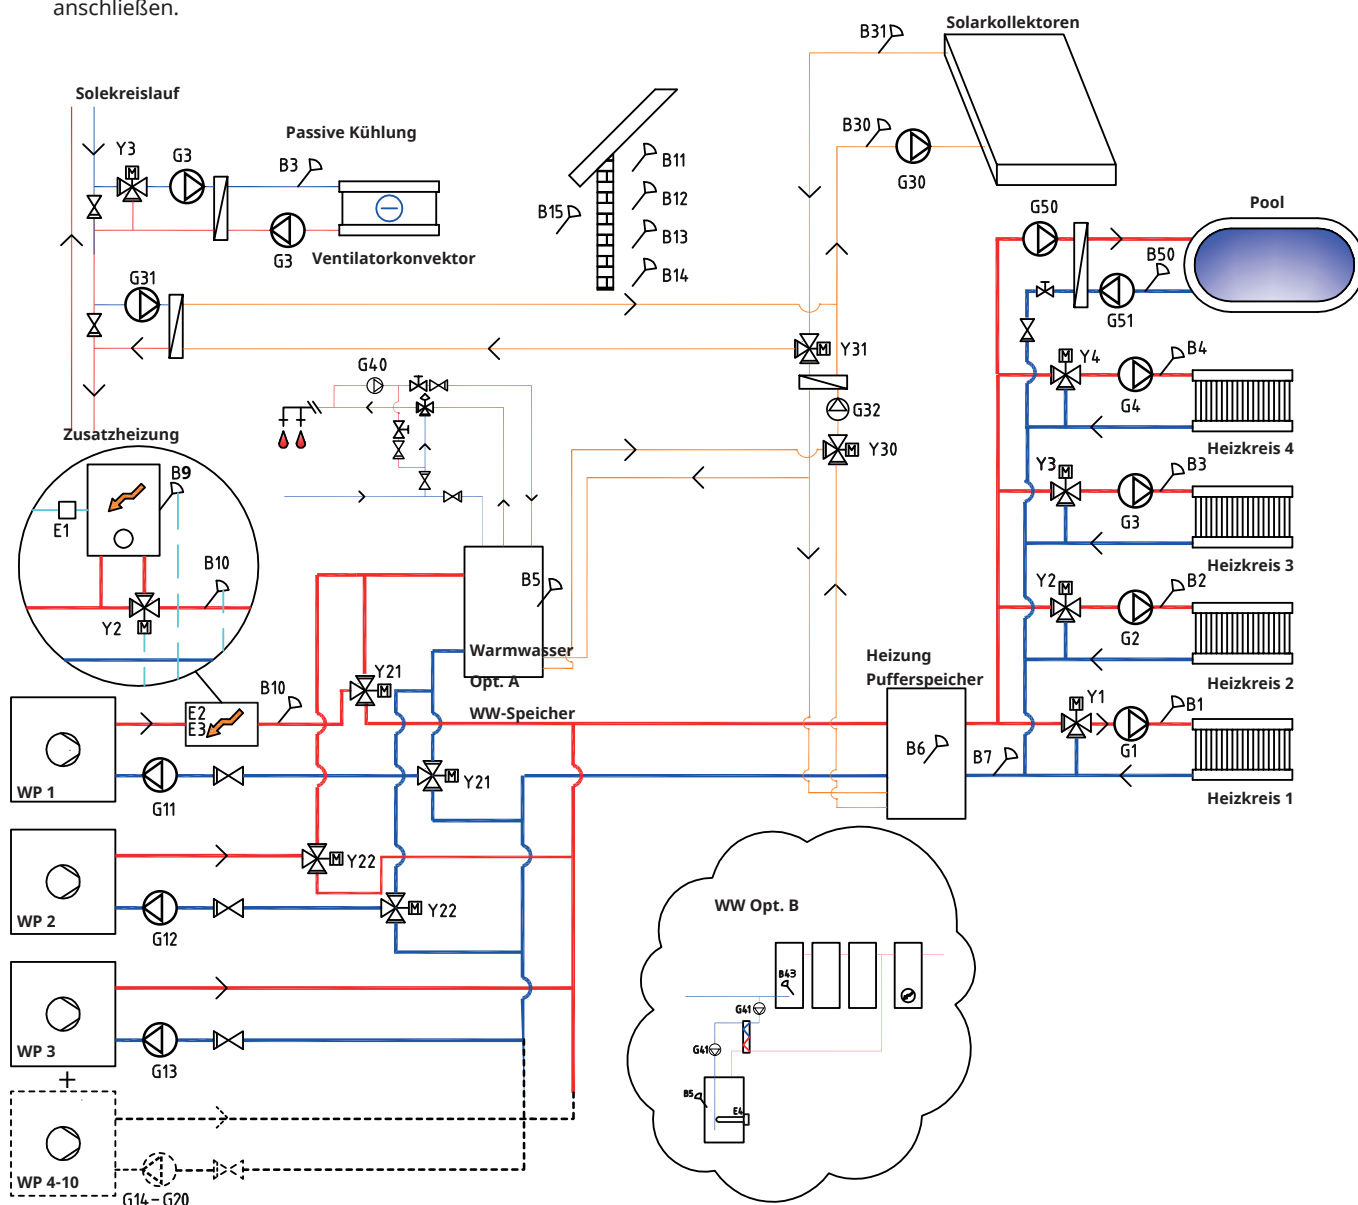 anschließen.
Solarkollektoren
B31
Solekreislauf
B30
G30
Passive Kühlung
Y3
G3
B3
G3
Ventilatorkonvektor
B11
B12
B13
B14
B15
G50
Pool
B50
G51
G31
Y31
G40
G32
Y30
Y4
B4
G4
Heizkreis 4
Y3
B3
G3
Heizkreis 3
Y2
B2
G2
Heizkreis 2
Y1
B1
G1
Heizkreis 1
Zusatzheizung
B9
E1
B10
Y2
B5
Warmwasser
Opt. A
WW-Speicher
Heizung
Pufferspeicher
B6
B7
Y21
B10
E2
E3
WP 1
G11
Y21
WP 2
G12
Y22
Y22
WP 3
G13
+
WP 4-10
G14–G20
WW Opt. B
B43
G41
G41
B5
E4
M
M
M
M
M
M
M
M
M
M
M
M